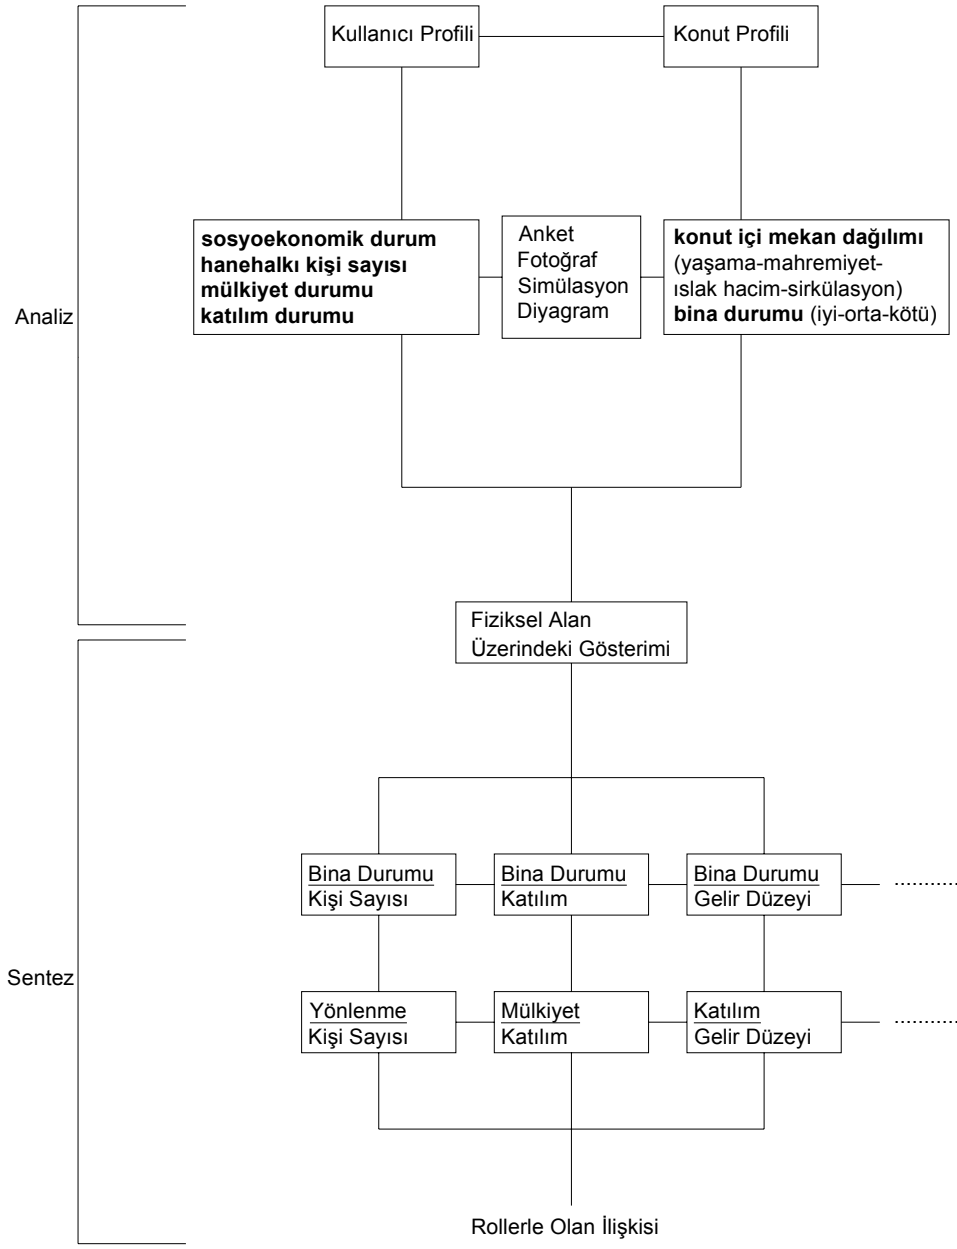 Kullanıcı Profili
Konut Profili
sosyoekonomik durum
hanehalkı kişi sayısı
mülkiyet durumu
katılım durumu
Anket
Fotoğraf
Simülasyon
Diyagram
konut içi mekan dağılımı
(yaşama-mahremiyet-
ıslak hacim-sirkülasyon)
bina durumu (iyi-orta-kötü)
Analiz
Fiziksel Alan
Üzerindeki Gösterimi
Bina Durumu
Kişi Sayısı
Bina Durumu
Katılım
Bina Durumu
Gelir Düzeyi
Sentez
Yönlenme
Kişi Sayısı
Mülkiyet
Katılım
Katılım
Gelir Düzeyi
Rollerle Olan İlişkisi